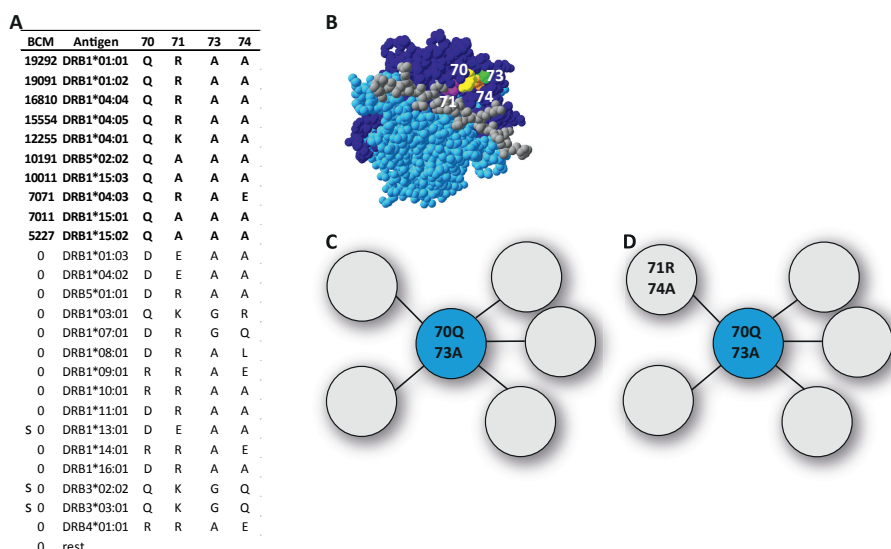 A
BCM Antigen 70 71 73 74
19292 DRB1*01:01 Q R A A
19091 DRB1*01:02 Q R A A
16810 DRB1*04:04 Q R A A
15554 DRB1*04:05 Q R A A
12255 DRB1*04:01 Q K A A
10191 DRB5*02:02 Q A A A
10011 DRB1*15:03 Q A A A
7071 DRB1*04:03 Q R A E
7011 DRB1*15:01 Q A A A
5227 DRB1*15:02 Q A A A
0 DRB1*01:03 D E A A
0 DRB1*04:02 D E A A
0 DRB5*01:01 D R A A
0 DRB1*03:01 Q K G R
0 DRB1*07:01 D R G Q
0 DRB1*08:01 D R A L
0 DRB1*09:01 R R A E
0 DRB1*10:01 R R A A
0 DRB1*11:01 D R A A
S 0 DRB1*13:01 D E A A
0 DRB1*14:01 R R A E
0 DRB1*16:01 D R A A
S 0 DRB3*02:02 Q K G Q
S 0 DRB3*03:01 Q K G Q
0 DRB4*01:01 R R A E
0 rest
B
70 73
71 74
C
70Q
73A
D
71R
74A
70Q
73A